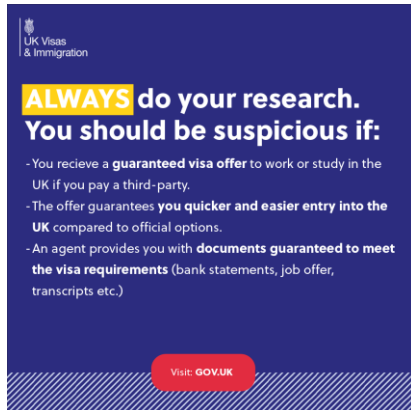 UK Visas
& Immigration
ALWAYS do your research.
You should be suspicious if:
-You recieve a guaranteed visa offer to work or study in the
UK if you pay a third-party.
-The offer guarantees you quicker and easier entry into the
UK compared to official options.
-An agent provides you with documents guaranteed to meet
the visa requirements (bank statements, job offer,
transcripts etc.)
Visit: GOV.UK